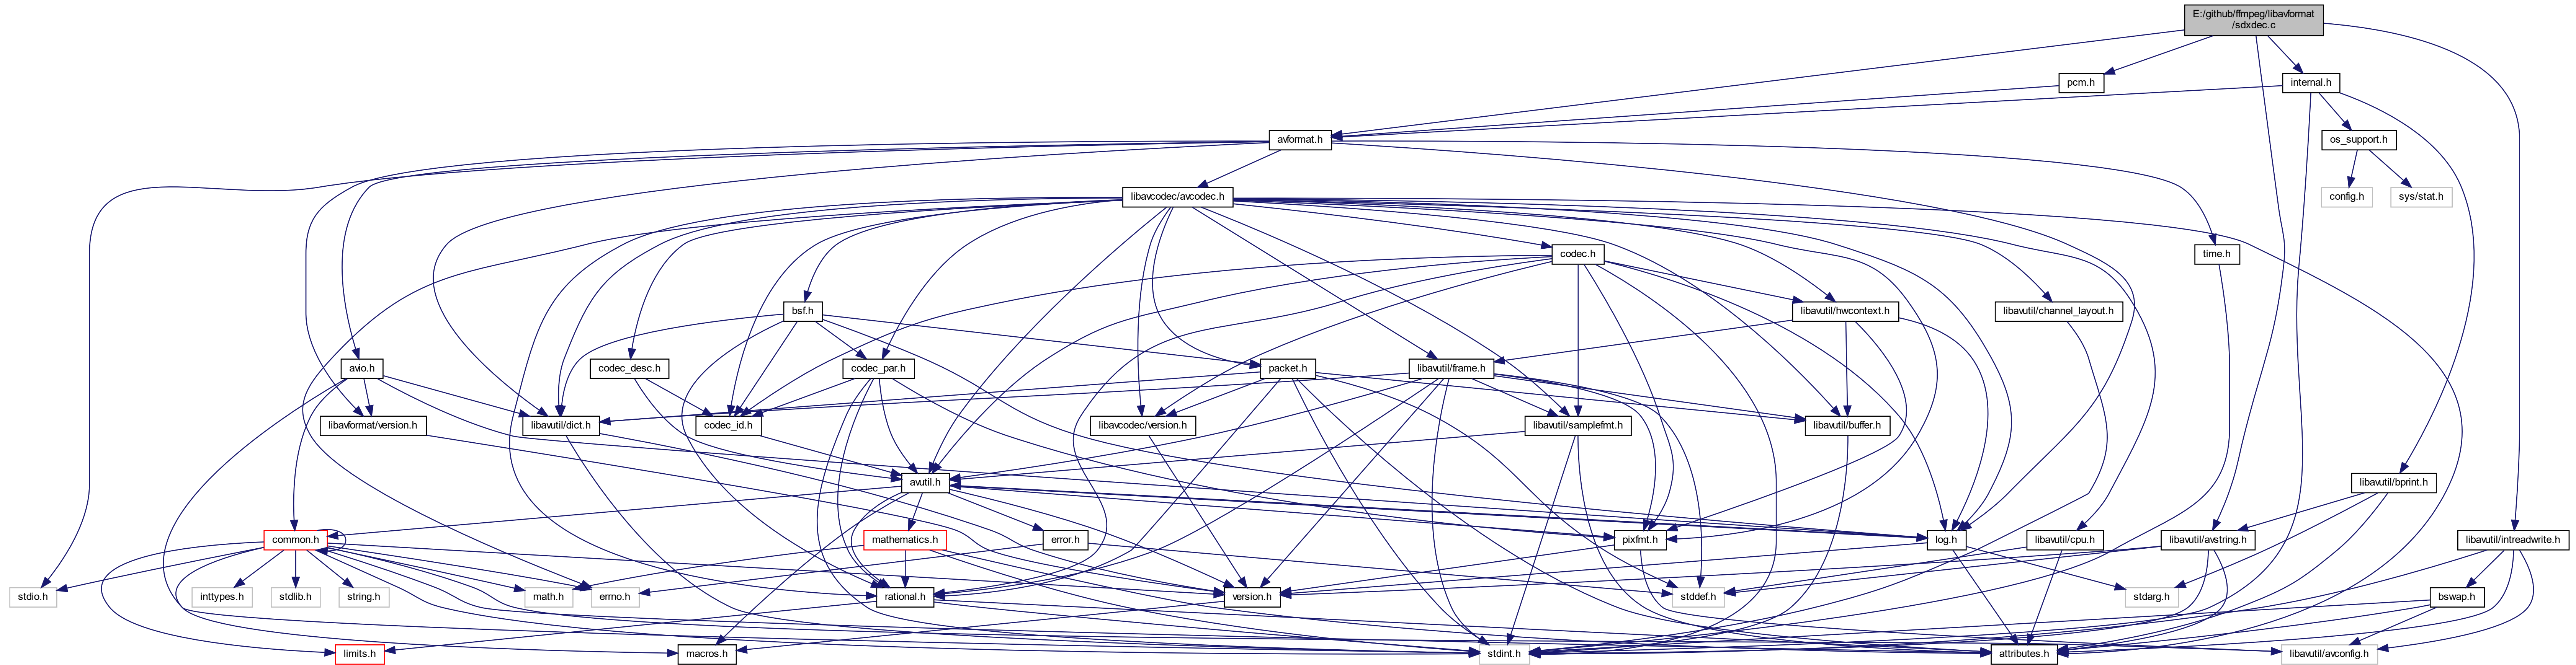 E:/github/ffmpeg/libavformat
/sdxdec.c
pcm.h
internal.h
avformat.h
os_support.h
libavcodec/avcodec.h
config.h
sys/stat.h
codec.h
time.h
bsf.h
libavutil/hwcontext.h
libavutil/channel_layout.h
avio.h
codec_desc.h
codec_par.h
packet.h
libavutil/frame.h
libavformat/version.h
libavutil/dict.h
codec_id.h
libavcodec/version.h
libavutil/samplefmt.h
libavutil/buffer.h
avutil.h
libavutil/bprint.h
common.h
mathematics.h
error.h
pixfmt.h
log.h
libavutil/cpu.h
libavutil/avstring.h
libavutil/intreadwrite.h
stdio.h
inttypes.h
stdlib.h
string.h
math.h
errno.h
rational.h
version.h
stddef.h
stdarg.h
bswap.h
limits.h
macros.h
stdint.h
attributes.h
libavutil/avconfig.h